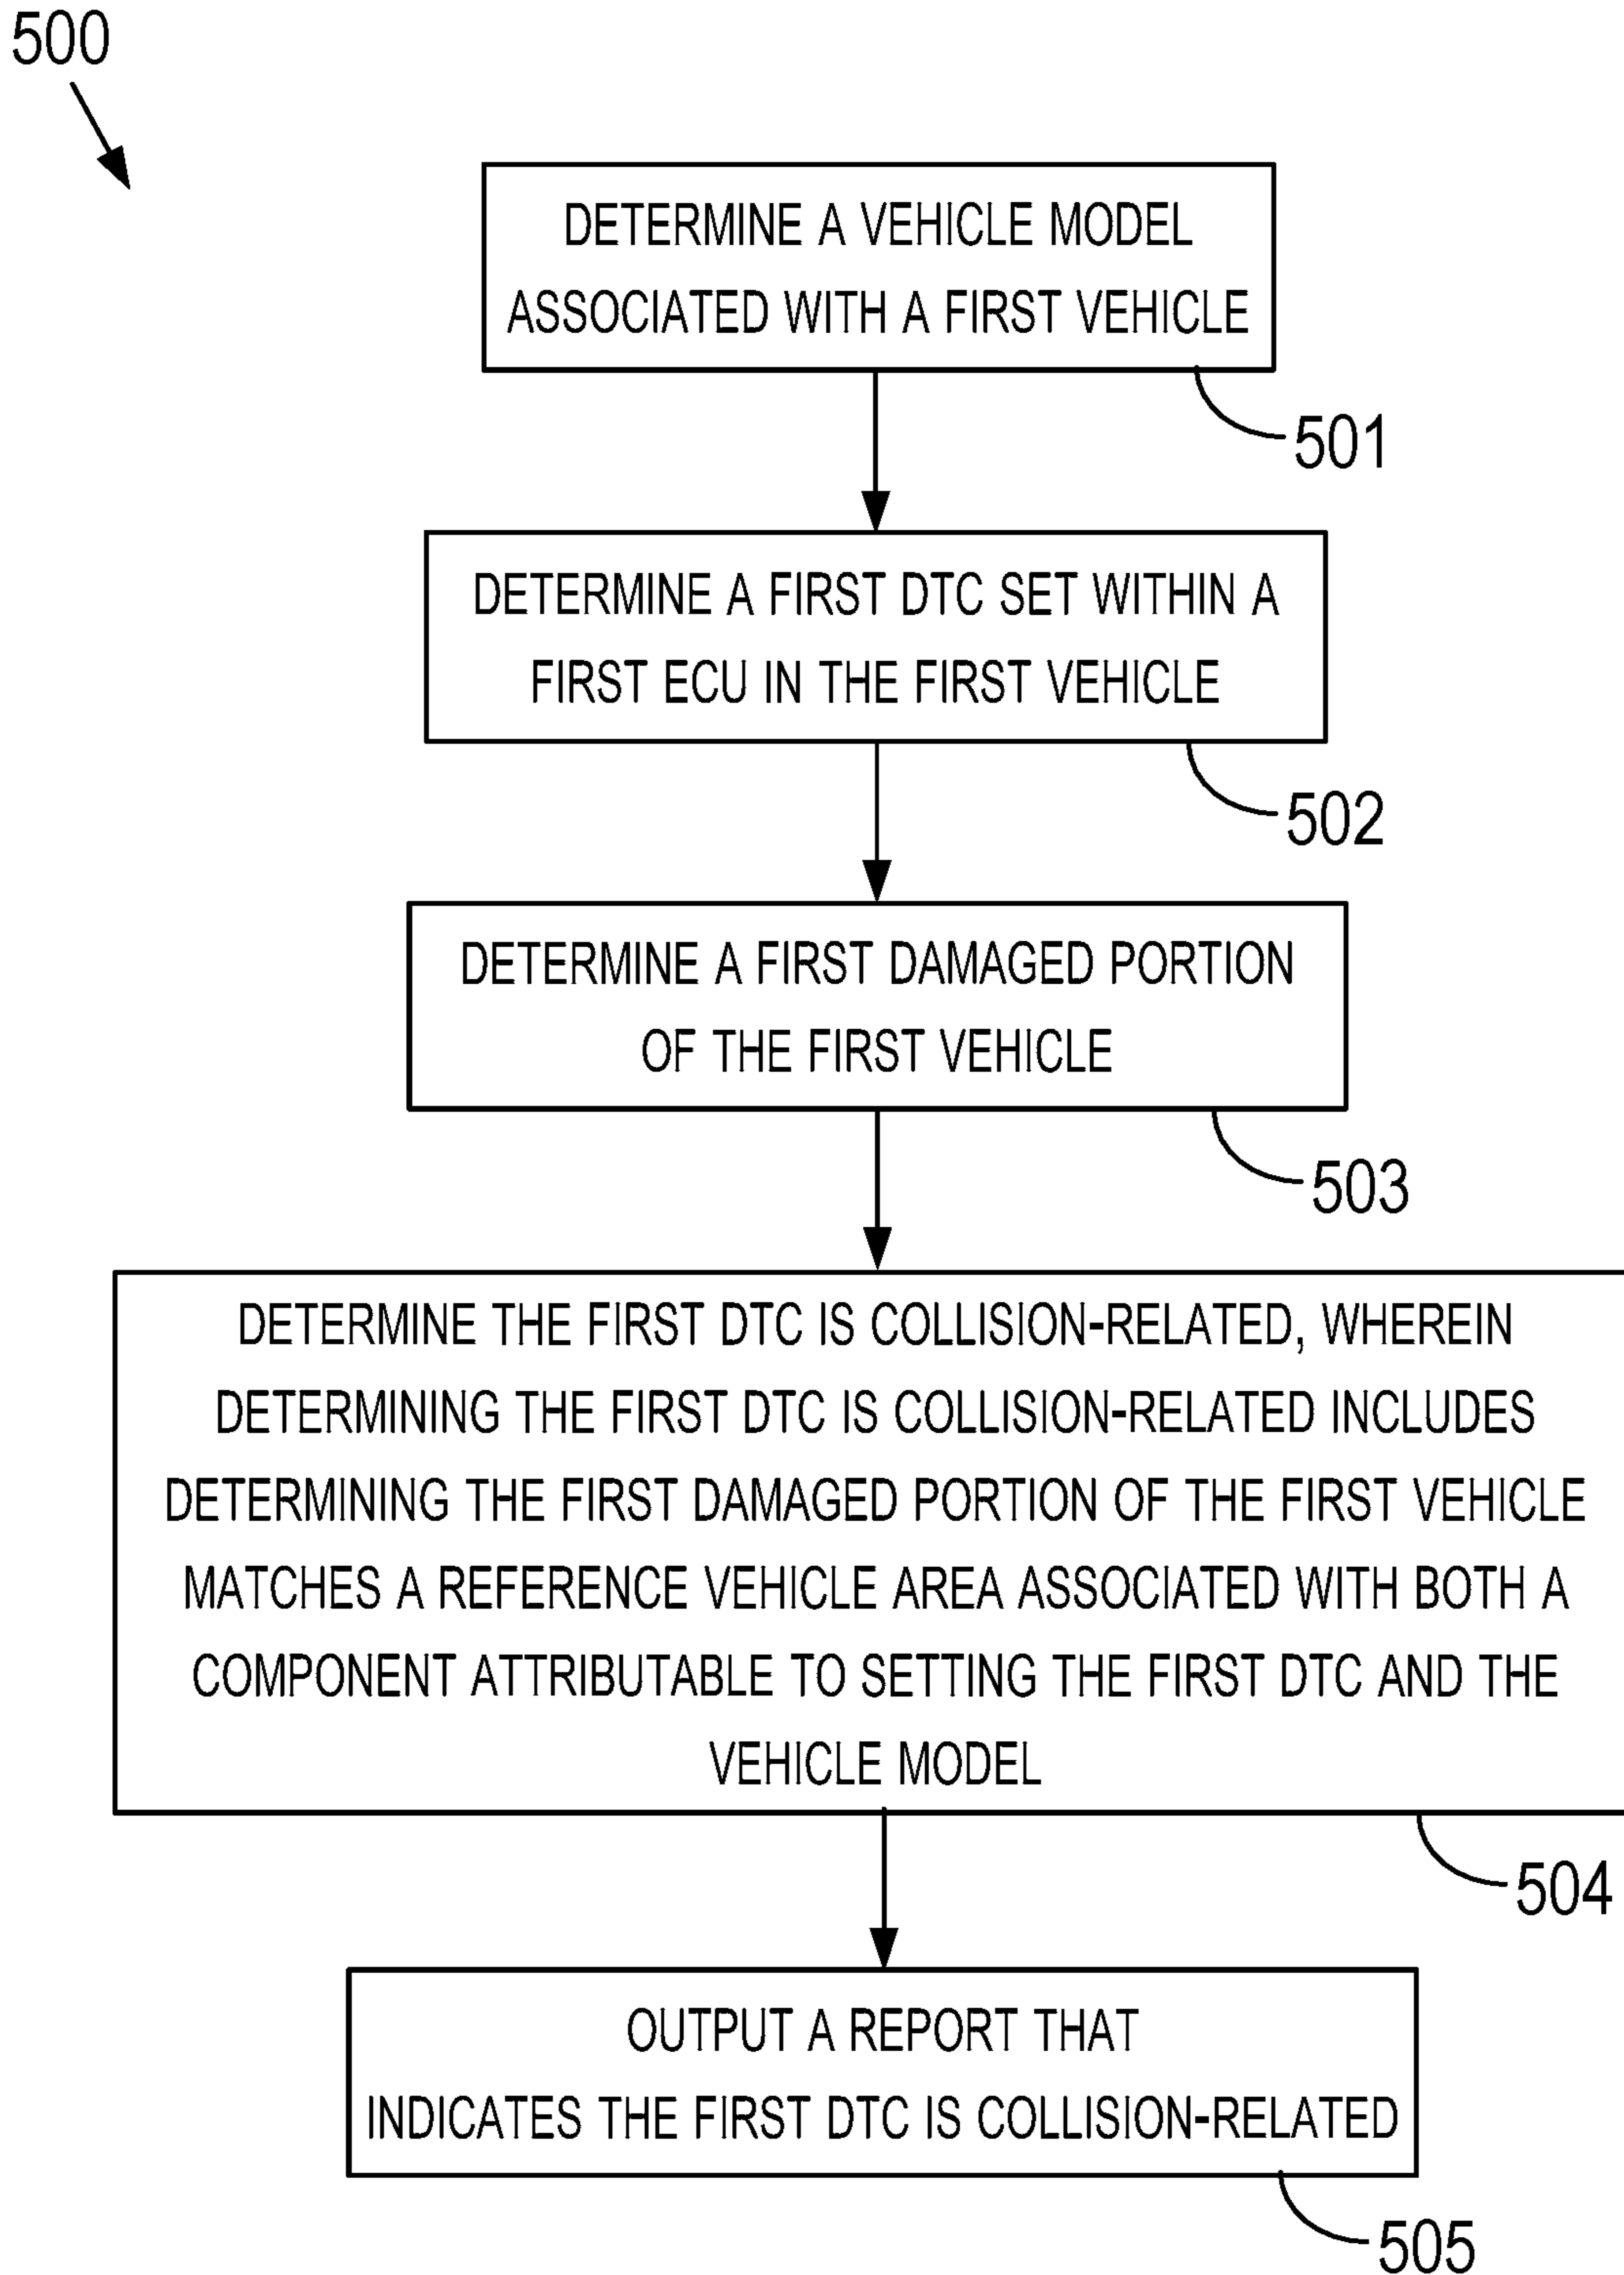 500
DETERMINE A VEHICLE MODEL
ASSOCIATED WITH A FIRST VEHICLE
501
DETERMINE A FIRST DTC SET WITHIN A
FIRST ECU IN THE FIRST VEHICLE
502
DETERMINE A FIRST DAMAGED PORTION
OF THE FIRST VEHICLE
503
DETERMINE THE FIRST DTC IS COLLISION-RELATED, WHEREIN
DETERMINING THE FIRST DTC IS COLLISION-RELATED INCLUDES
DETERMINING THE FIRST DAMAGED PORTION OF THE FIRST VEHICLE
MATCHES A REFERENCE VEHICLE AREA ASSOCIATED WITH BOTH A
COMPONENT ATTRIBUTABLE TO SETTING THE FIRST DTC AND THE
VEHICLE MODEL
504
OUTPUT A REPORT THAT
INDICATES THE FIRST DTC IS COLLISION-RELATED
505